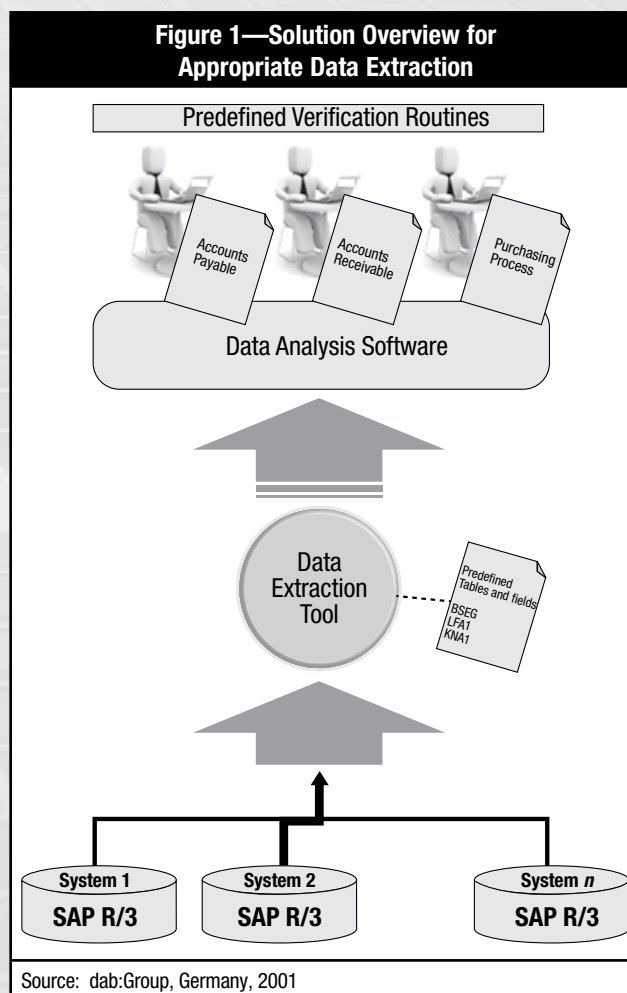 Figure 1—Solution Overview for
Appropriate Data Extraction
Predefined Verification Routines
Accounts
Payable
Accounts
Receivable
Purchasing
Process
Data Analysis Software
Data
Extraction
Tool
Predefined
Tables and fields
BSEG
LFA1
KNA1
System 1
SAP R/3
System 2
SAP R/3
System n
SAP R/3
Source: dab:Group, Germany, 2001